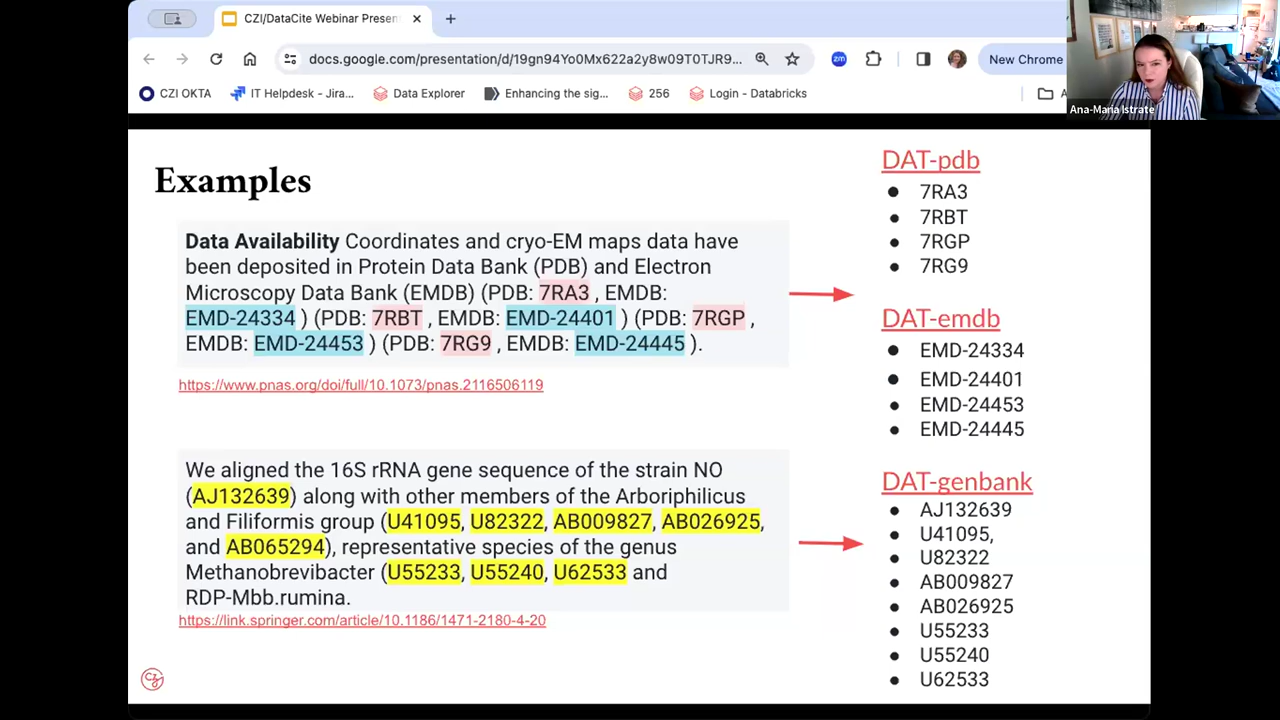 CZI/DataCite Webinar Presen
docs.google.com/presentation/d/19gn94Yo0Mx622a2y8w09T0TJR9...
New Chrome
CZI OKTA
IT Helpdesk - Jira...
Data Explorer
Enhancing the sig...
256
Login - Databricks
Ana-Maria Istrate
Examples
Data Availability Coordinates and cryo-EM maps data have
been deposited in Protein Data Bank (PDB) and Electron
Microscopy Data Bank (EMDB) (PDB: 7RA3 , EMDB:
EMD-24334 ) (PDB: 7RBT , EMDB: EMD-24401 ) (PDB: 7RGP ,
EMDB: EMD-24453 ) (PDB: 7RG9 , EMDB: EMD-24445 ).
https://www.pnas.org/doi/full/10.1073/pnas.2116506119
We aligned the 16S rRNA gene sequence of the strain NO
(AJ132639) along with other members of the Arboriphilicus
and Filiformis group (U41095, U82322, AB009827, AB026925,
and AB065294), representative species of the genus
Methanobrevibacter (U55233, U55240, U62533 and
RDP-Mbb.rumina.
https://link.springer.com/article/10.1186/1471-2180-4-20
DAT-pdb
7RA3
7RBT
7RGP
7RG9
DAT-emdb
EMD-24334
EMD-24401
EMD-24453
EMD-24445
DAT-genbank
AJ132639
U41095,
U82322
AB009827
AB026925
U55233
U55240
U62533